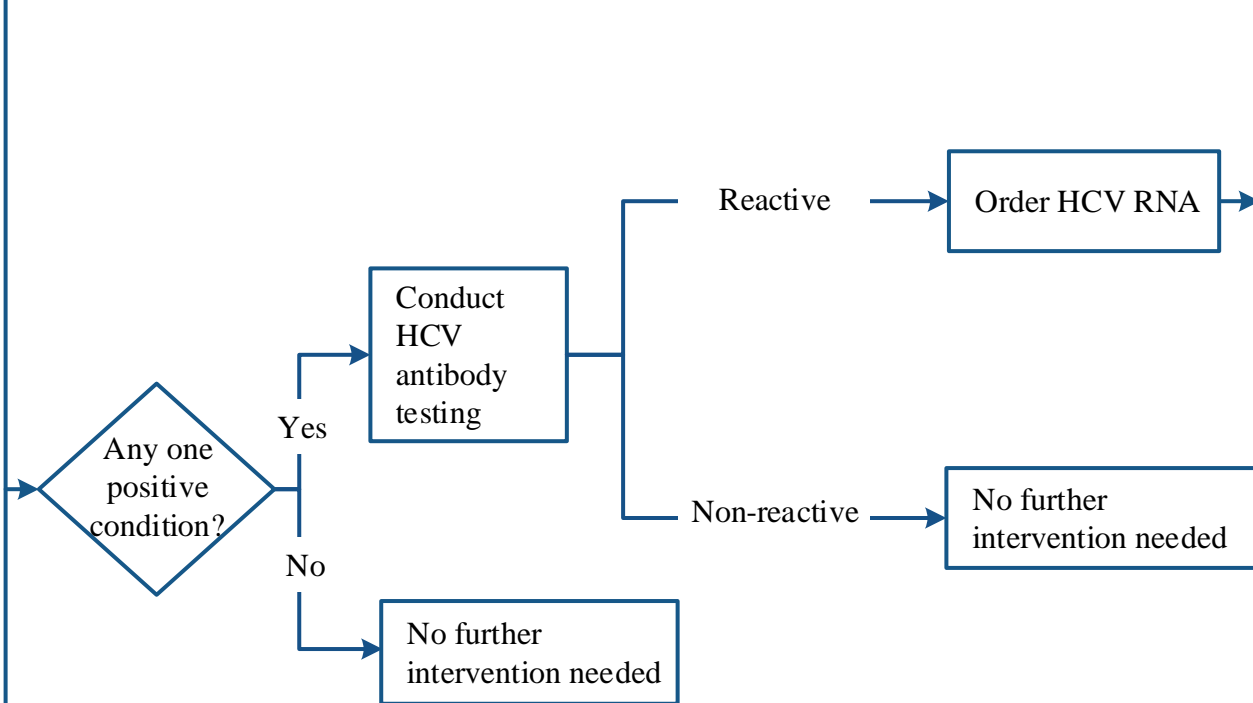 Any one
positive
condition?
Yes
No
Conduct
HCV
antibody
testing
No further
intervention needed
Reactive
Non-reactive
Order HCV RNA
No further
intervention needed